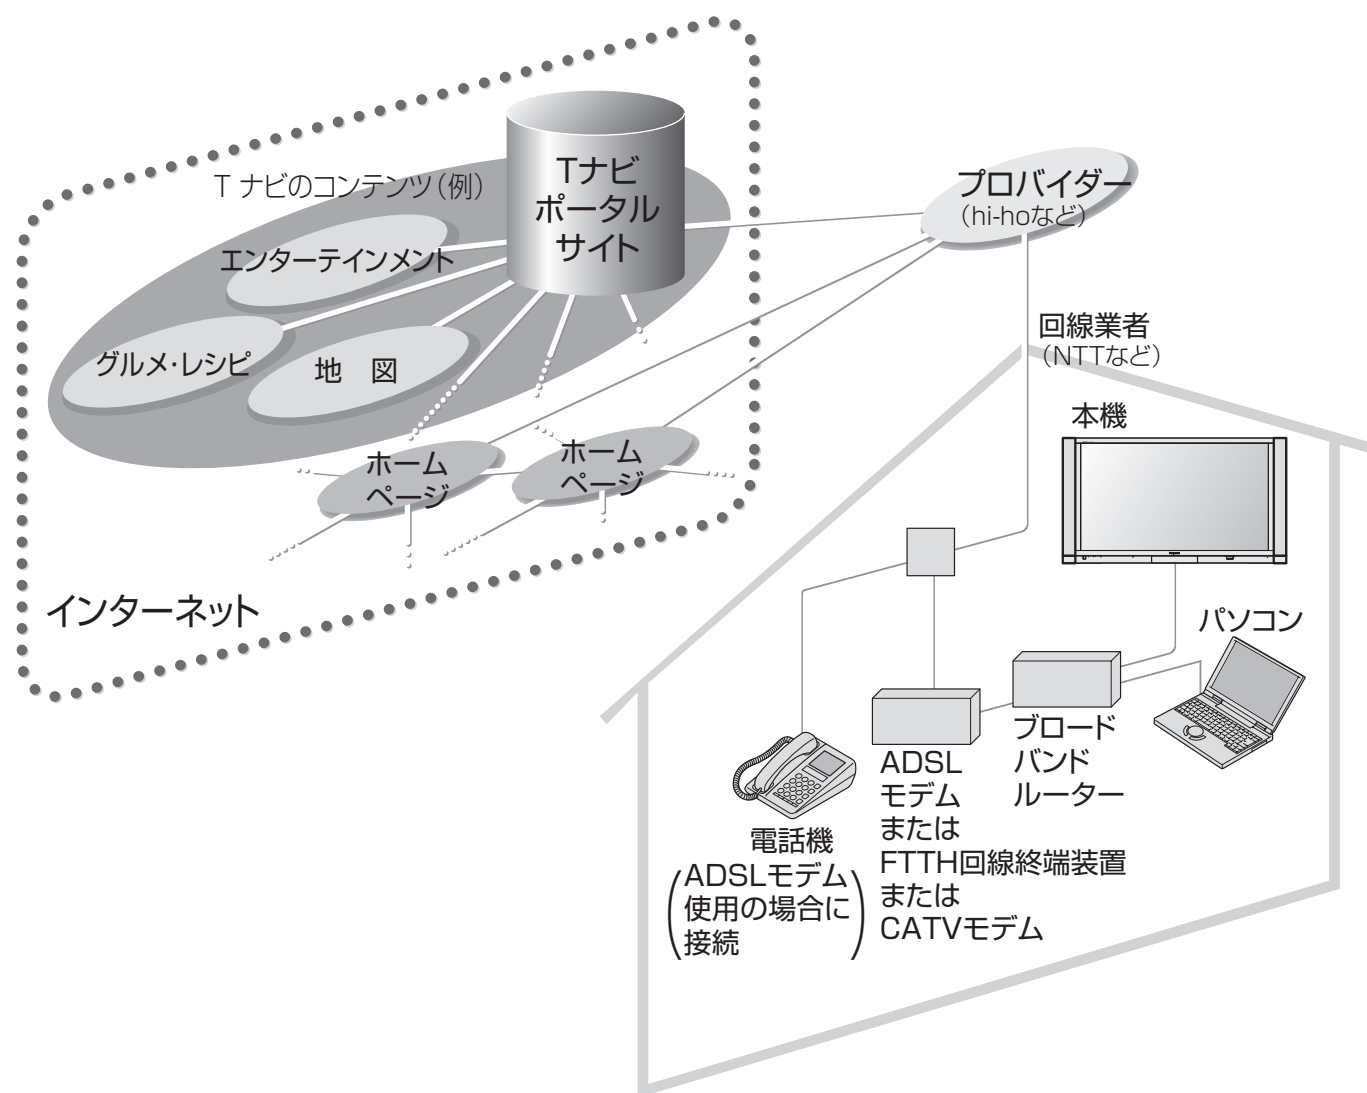 T ナビのコンテンツ(例)
Tナビ
ポータル
サイト
エンターテインメント
グルメ・レシピ
地 図
ホーム
ページ
ホーム
ページ
インターネット
プロバイダー
(hi-hoなど)
回線業者
(NTTなど)
本機
パソコン
ブロード
バンド
ルーター
ADSL
モデム
または
FTTH回線終端装置
または
CATVモデム
電話機
(ADSLモデム
使用の場合に
接続)